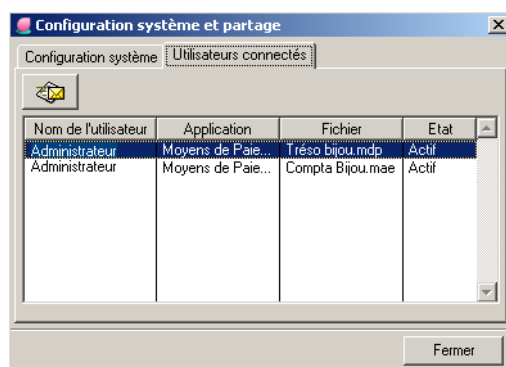 Configuration système et partage
Configuration système Utilisateurs connectés
Nom de l'utilisateur Application Fichier Etat
Administrateur Moyens de Paie... Tréso bijou.mdp Actif
Administrateur Moyens de Paie... Compta Bijou.mae Actif
Fermer